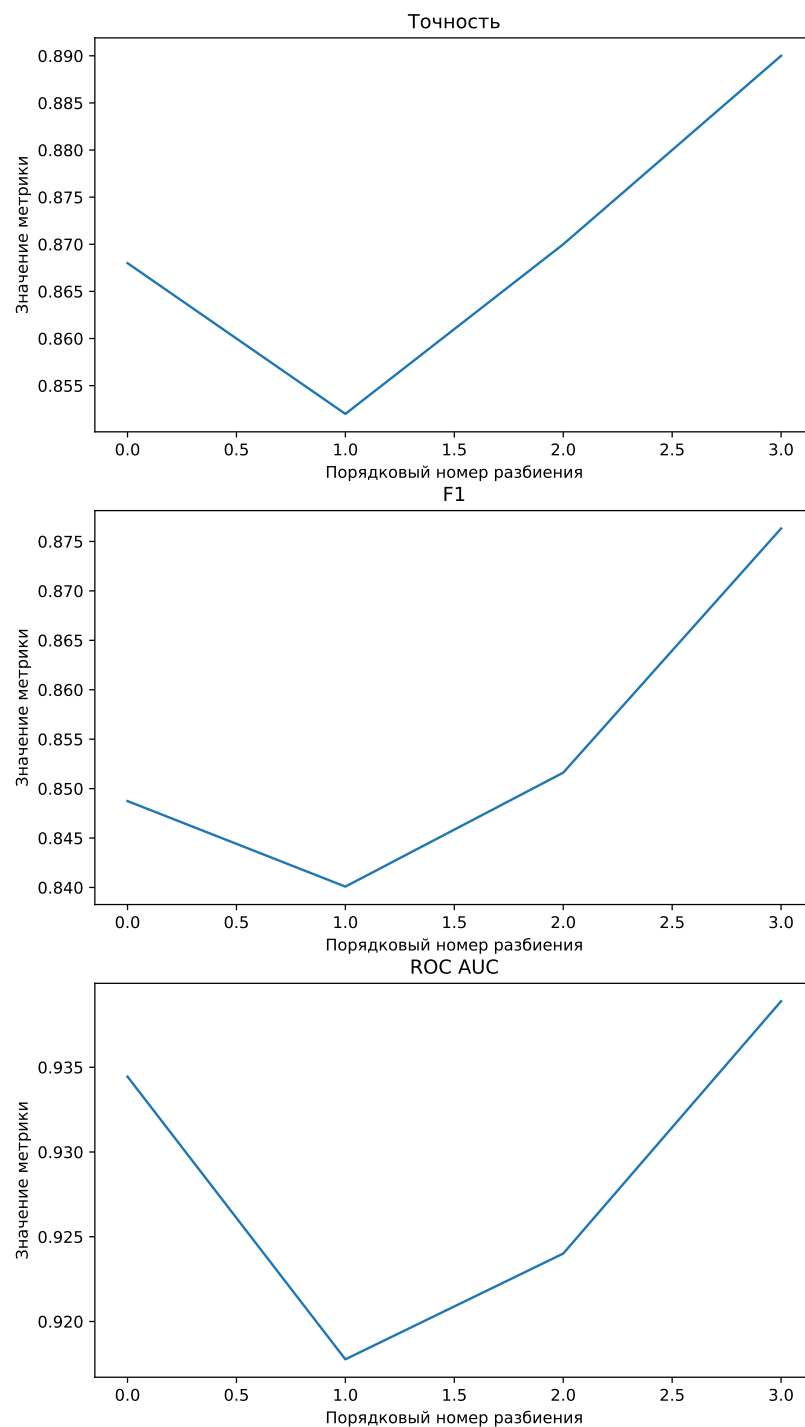 Точность
0.890
0.885
0.880
0.875
0.870
0.865
0.860
0.855
Значение метрики
0.0 0.5 1.0 1.5 2.0 2.5 3.0
Порядковый номер разбиения
F1
0.875
0.870
0.865
0.860
0.855
0.850
0.845
0.840
Значение метрики
0.0 0.5 1.0 1.5 2.0 2.5 3.0
Порядковый номер разбиения
ROC AUC
0.935
0.930
0.925
0.920
Значение метрики
0.0 0.5 1.0 1.5 2.0 2.5 3.0
Порядковый номер разбиения